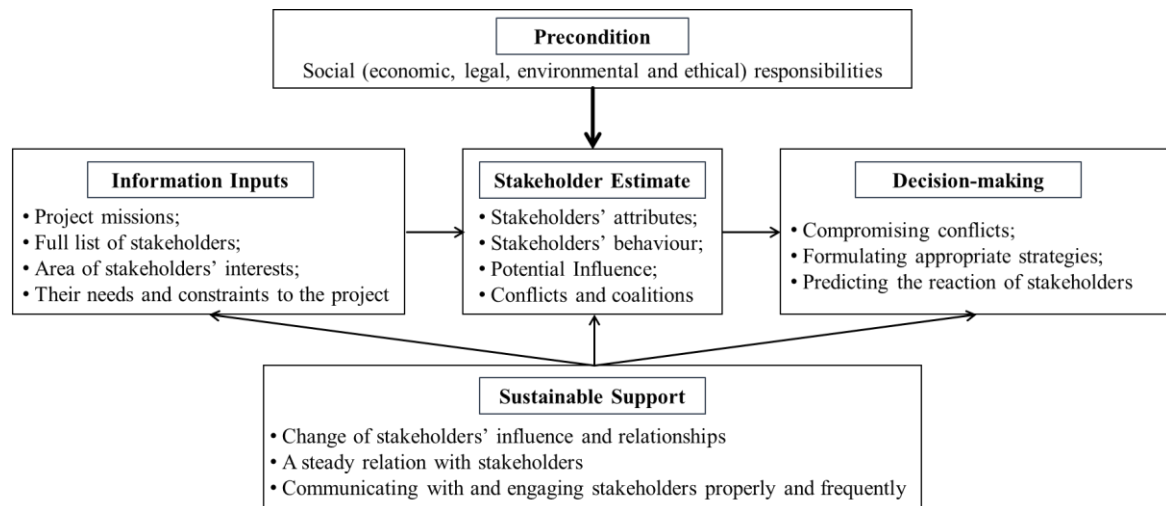 Precondition
Social (economic, legal, environmental and ethical) responsibilities
Information Inputs
• Project missions;
• Full list of stakeholders;
• Area of stakeholders’ interests;
• Their needs and constraints to the project
Stakeholder Estimate
• Stakeholders’ attributes;
• Stakeholders’ behaviour;
• Potential Influence;
• Conflicts and coalitions
Decision-making
• Compromising conflicts;
• Formulating appropriate strategies;
• Predicting the reaction of stakeholders
Sustainable Support
• Change of stakeholders’ influence and relationships
• A steady relation with stakeholders
• Communicating with and engaging stakeholders properly and frequently